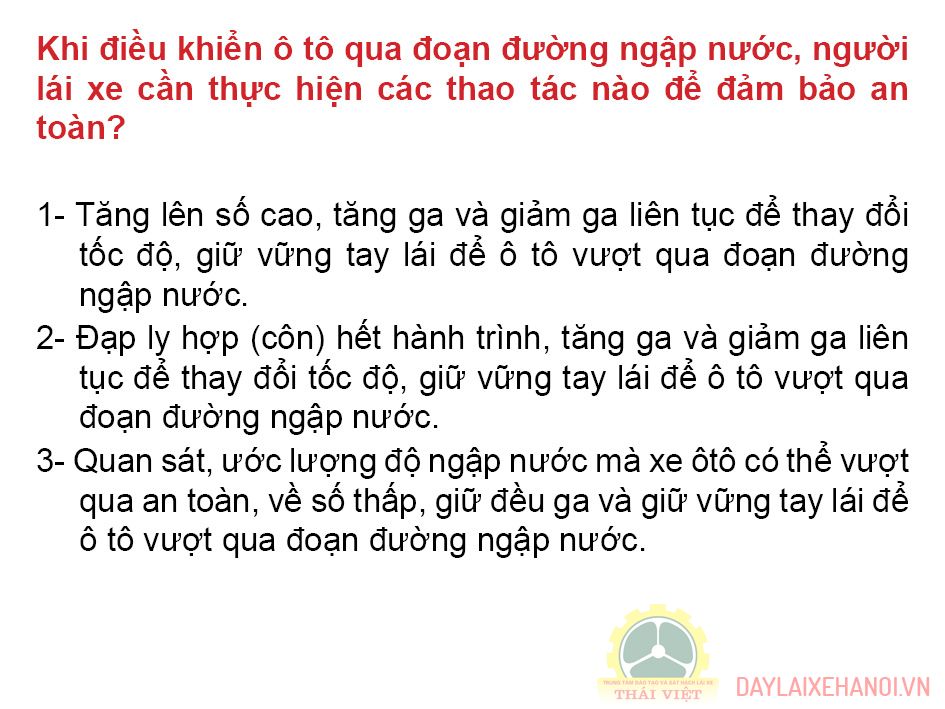 Khi điều khiển ô tô qua đoạn đường ngập nước, người
lái xe cần thực hiện các thao tác nào để đảm bảo an
toàn?
1- Tăng lên số cao, tăng ga và giảm ga liên tục để thay đổi
tốc độ, giữ vững tay lái để ô tô vượt qua đoạn đường
ngập nước.
2- Đạp ly hợp (côn) hết hành trình, tăng ga và giảm ga liên
tục để thay đổi tốc độ, giữ vững tay lái để ô tô vượt qua
đoạn đường ngập nước.
3- Quan sát, ước lượng độ ngập nước mà xe ôtô có thể vượt
qua an toàn, về số thấp, giữ đều ga và giữ vững tay lái để
ô tô vượt qua đoạn đường ngập nước.
TRUNG TÂM ĐÀO TẠO VÀ SÁT HẠCH LÁI XE
THÁI VIỆT
DAYLAIXEHANOI.VN